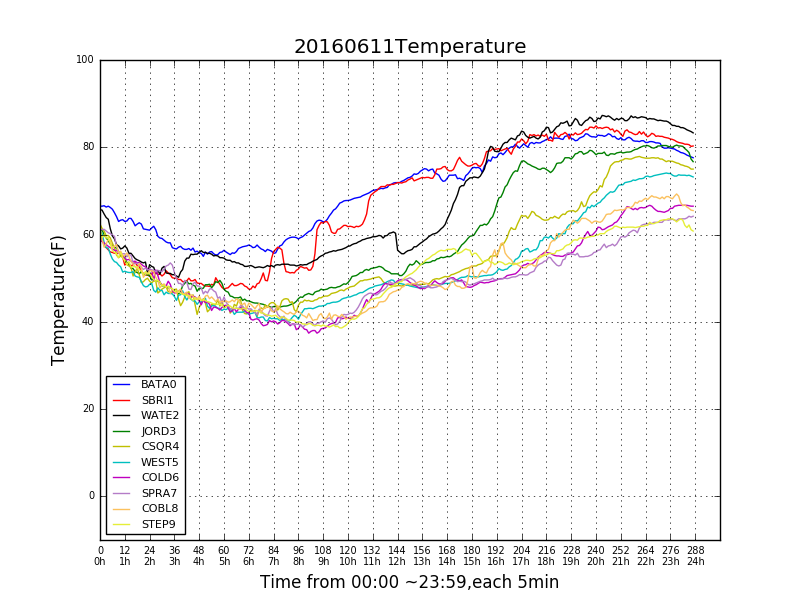 20160611Temperature
100
80
60
40
20
0
Temperature(F)
BATA0
SBRI1
WATE2
JORD3
CSQR4
WEST5
COLD6
SPRA7
COBL8
STEP9
0 12 24 36 48 60 72 84 96 108 120 132 144 156 168 180 192 204 216 228 240 252 264 276 288
0h 1h 2h 3h 4h 5h 6h 7h 8h 9h 10h 11h 12h 13h 14h 15h 16h 17h 18h 19h 20h 21h 22h 23h 24h
Time from 00:00 ~23:59,each 5min